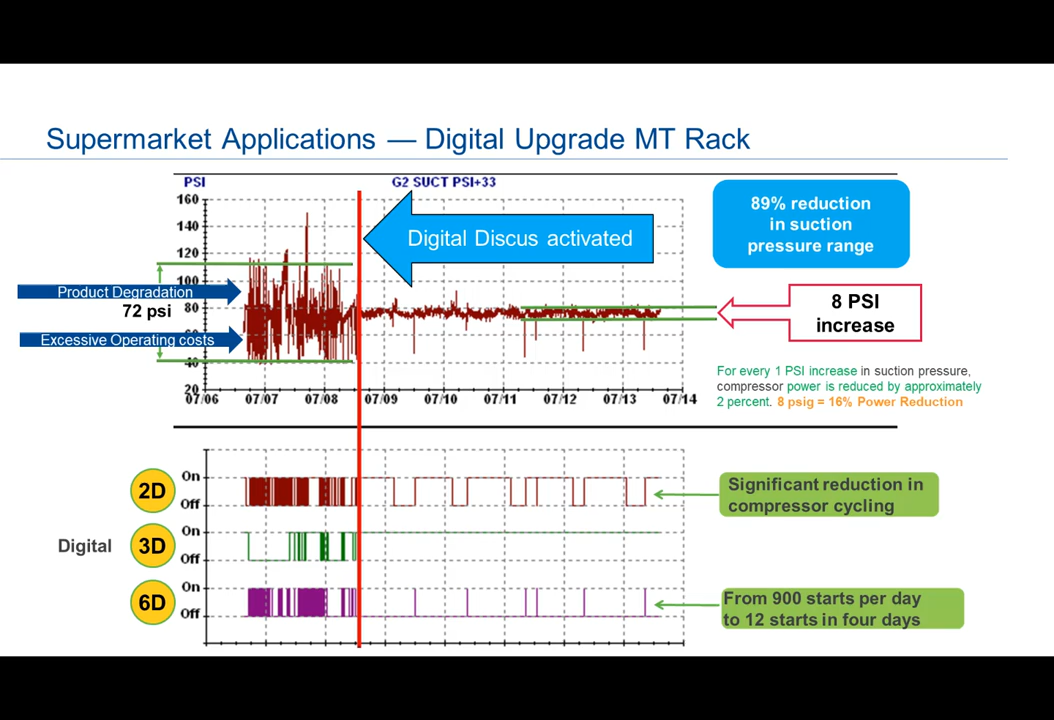 Supermarket Applications — Digital Upgrade MT Rack
PSI
G2 SUCT PSI+33
160
140
120
100
80
60
40
20
07/06
07/07
07/08
07/09
07/10
07/11
07/12
07/13
07/14
Digital Discus activated
Product Degradation
72 psi
Excessive Operating costs
89% reduction
in suction
pressure range
8 PSI
increase
For every 1 PSI increase in suction pressure,
compressor power is reduced by approximately
2 percent. 8 psig = 16% Power Reduction
2D
On
Off
Significant reduction in
compressor cycling
Digital
3D
On
Off
6D
On
Off
From 900 starts per day
to 12 starts in four days